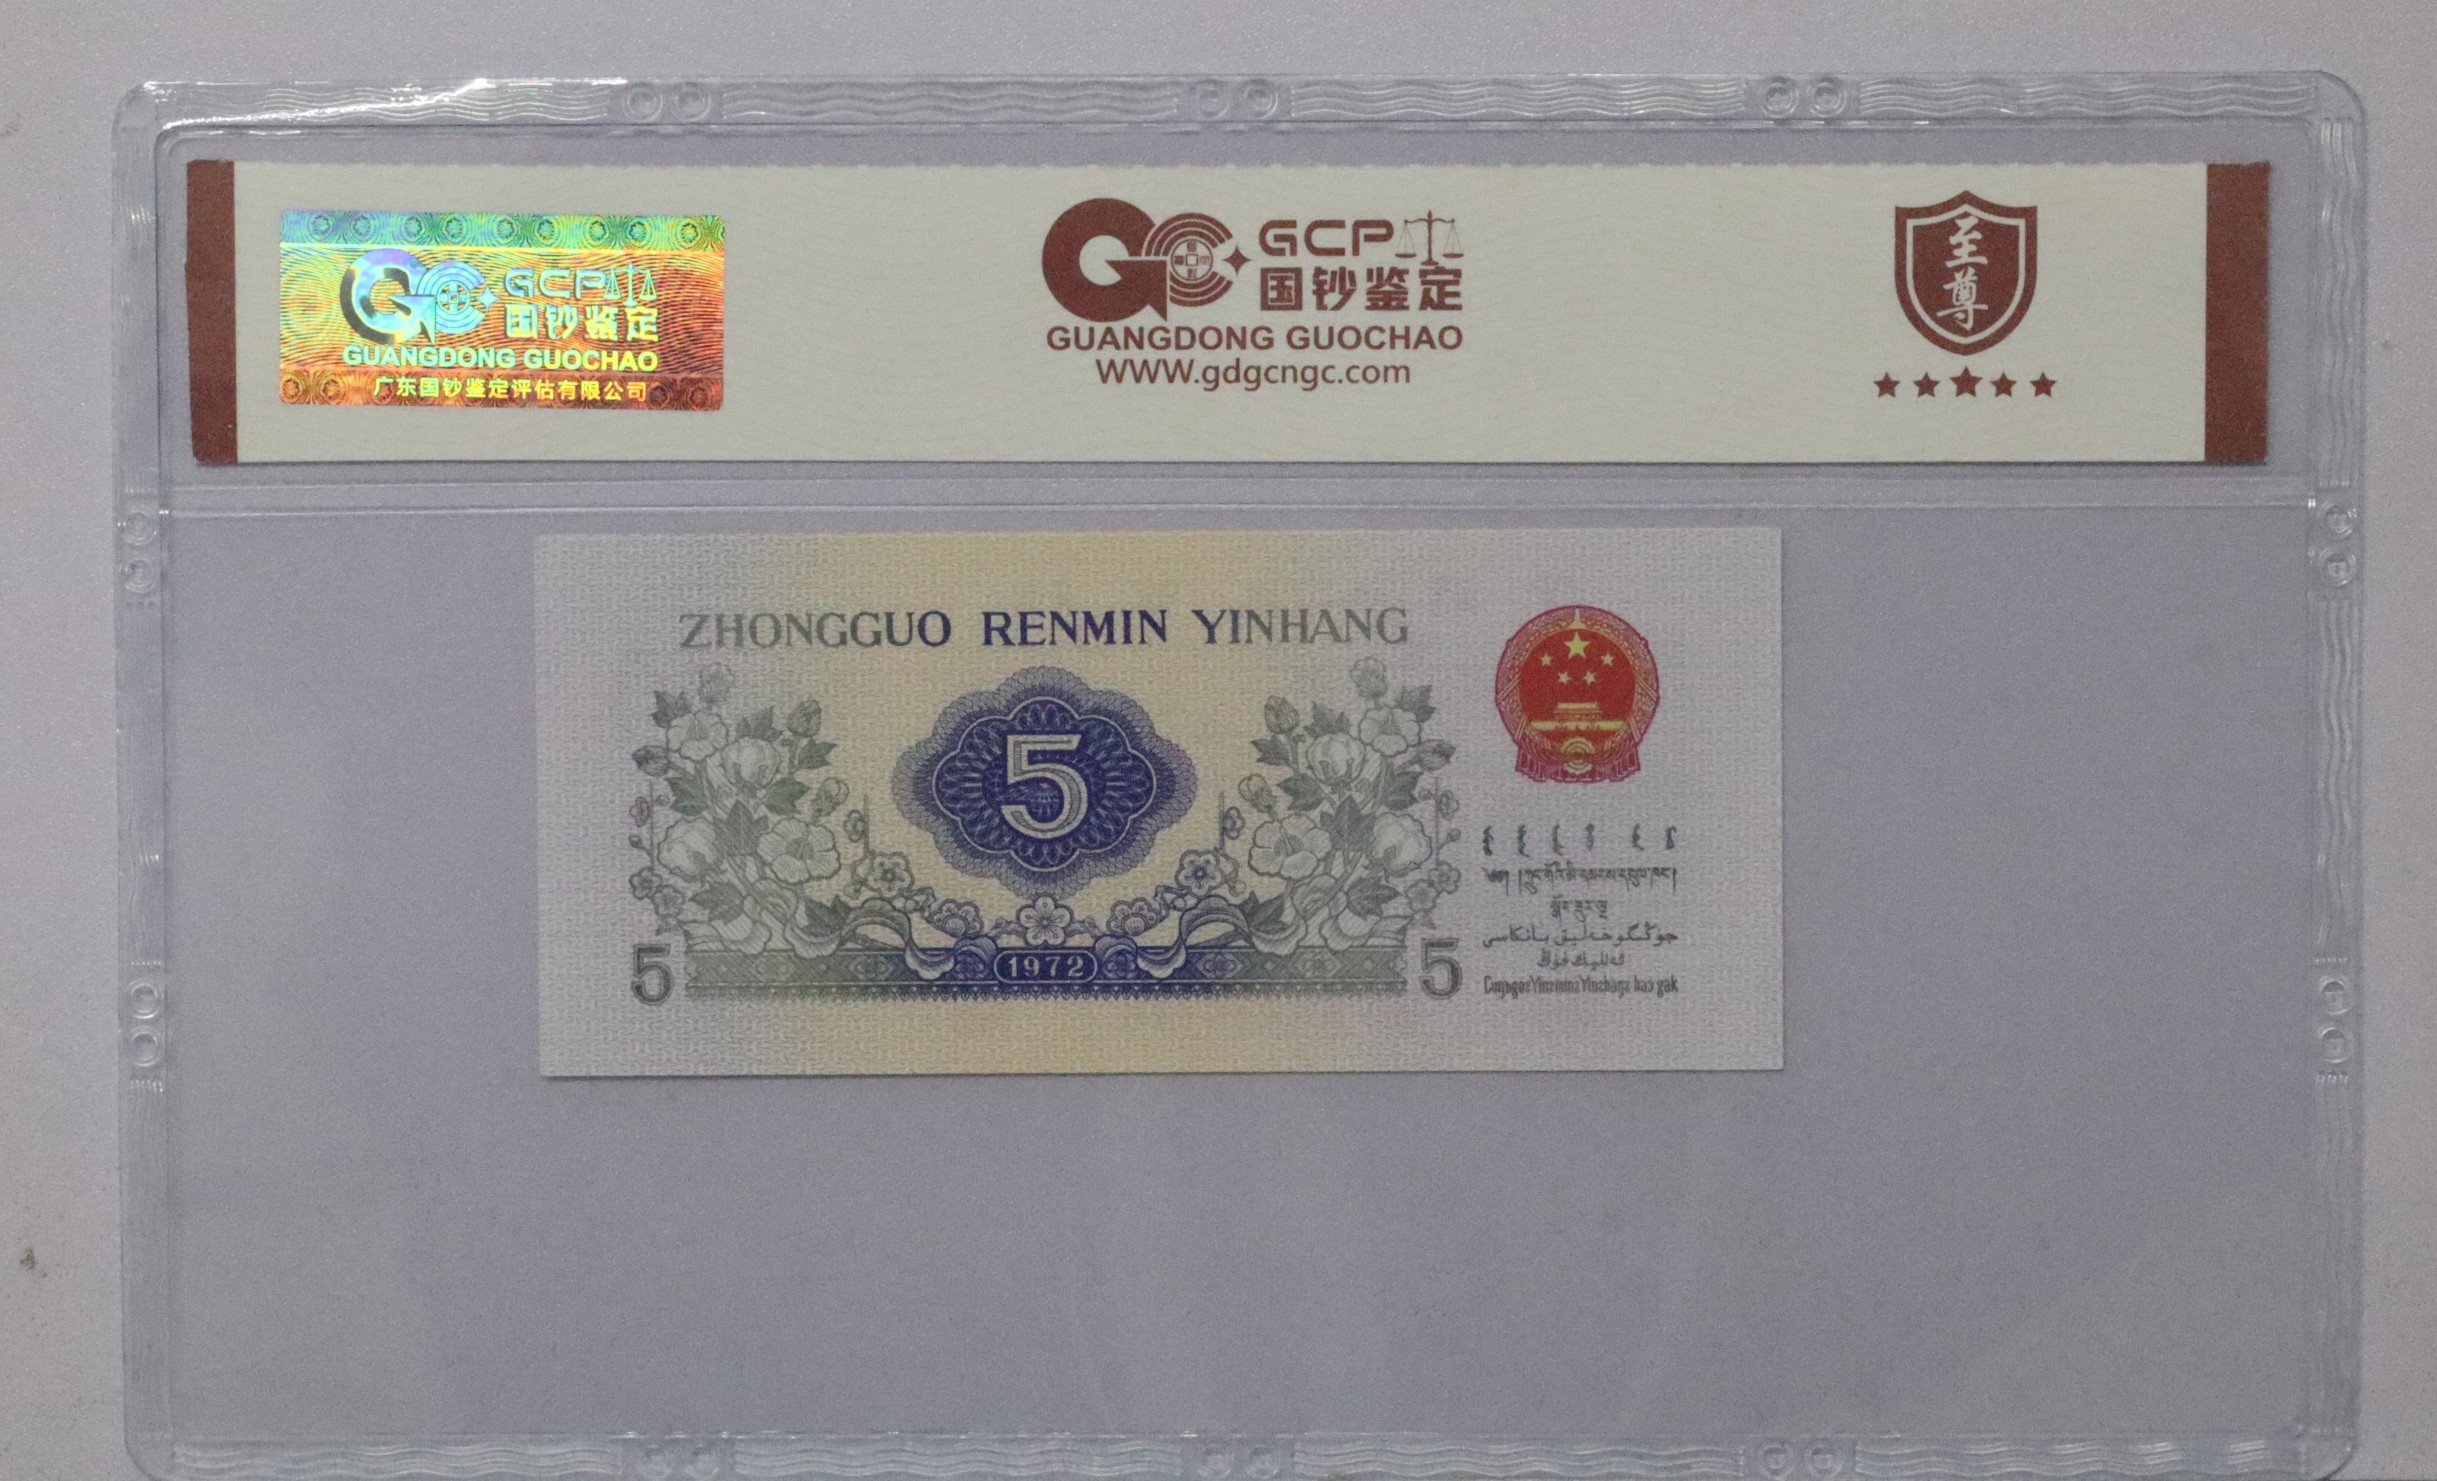 GCP
国钞鉴定
GUANGDONG GUOCHAO
广东国钞鉴定评估有限公司
GCP
国钞鉴定
GUANGDONG GUOCHAO
WWW.gdgcngc.com
至尊
ZHONGGUO RENMIN YINHANG
5
1972
5
5
جۇڭگوخەلىق بانكاسى